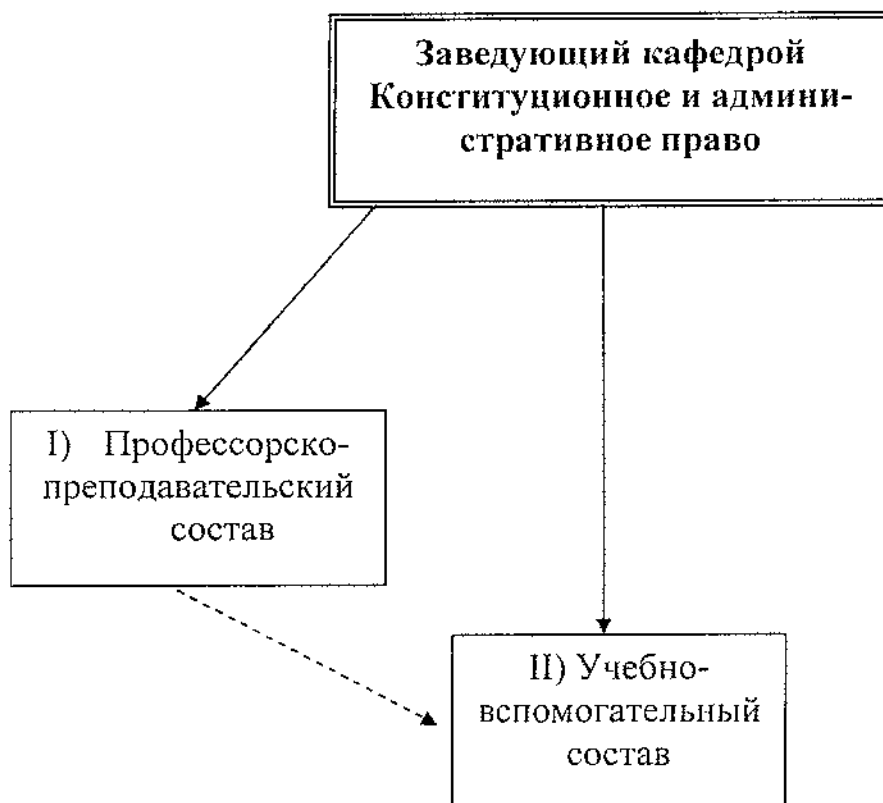 Заведующий кафедрой
Конституционное и админи-
стративное право
I) Профессорско-
преподавательский
состав
II) Учебно-
вспомогательный
состав